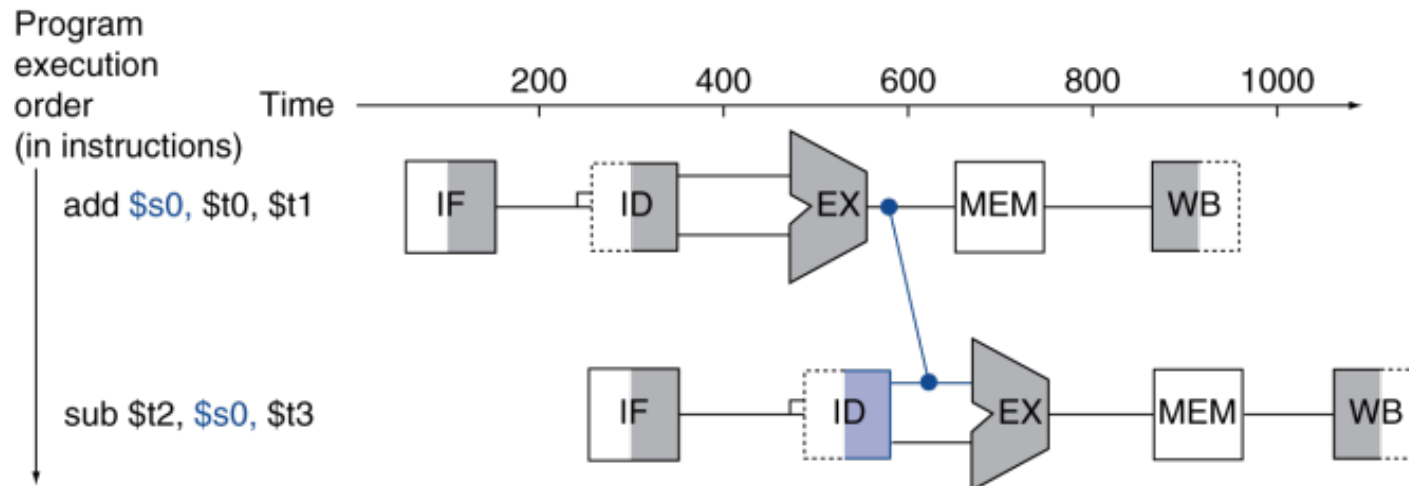 Program
execution
order
(in instructions)
Time
200 400 600 800 1000
add $s0, $t0, $t1
IF ID EX MEM WB
sub $t2, $s0, $t3
IF ID EX MEM WB